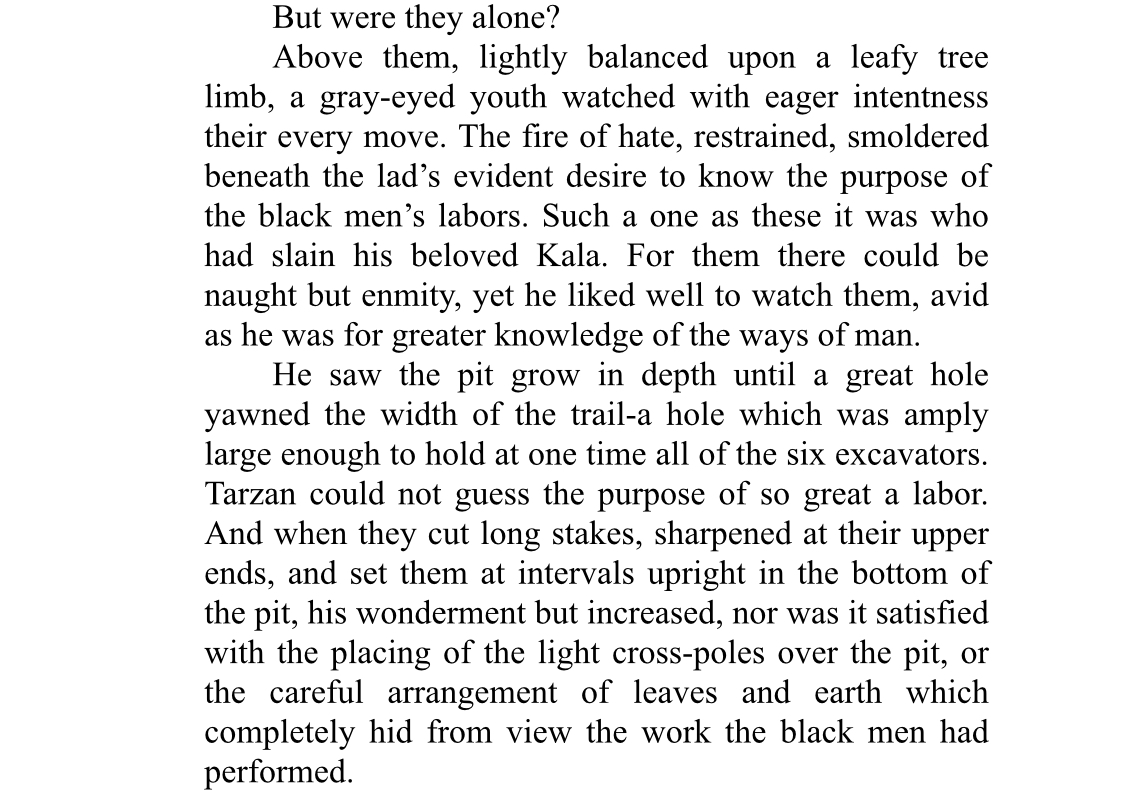 But were they alone?
Above them, lightly balanced upon a leafy tree
limb, a gray-eyed youth watched with eager intentness
their every move. The fire of hate, restrained, smoldered
beneath the lad’s evident desire to know the purpose of
the black men’s labors. Such a one as these it was who
had slain his beloved Kala. For them there could be
naught but enmity, yet he liked well to watch them, avid
as he was for greater knowledge of the ways of man.
He saw the pit grow in depth until a great hole
yawned the width of the trail-a hole which was amply
large enough to hold at one time all of the six excavators.
Tarzan could not guess the purpose of so great a labor.
And when they cut long stakes, sharpened at their upper
ends, and set them at intervals upright in the bottom of
the pit, his wonderment but increased, nor was it satisfied
with the placing of the light cross-poles over the pit, or
the careful arrangement of leaves and earth which
completely hid from view the work the black men had
performed.